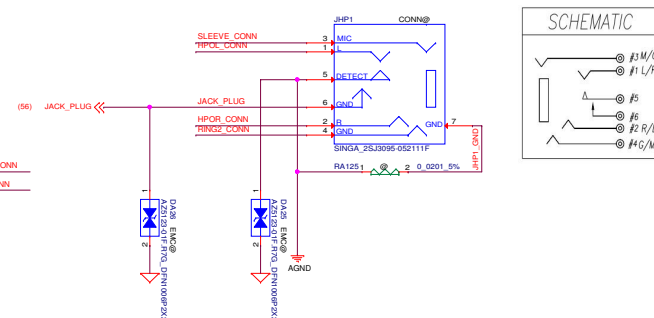 JHP1 CONN@
SLEEVE_CONN 3 MIC
HPOL_CONN 1 L
5 DETECT
(56) JACK_PLUG JACK_PLUG 6 GND
HPOR_CONN 2 R
RING2_CONN 4 GND
GND 7
JHP1_GND
SINGA_2SJ3095-052111F
RA125 1 @ 2 0_0201_5%
ONN
NN
1
2
DA26 EMC@
AZ5123-01F.R7G_DFN1006P2X
1
2
DA25 EMC@
AZ5123-01F.R7G_DFN1006P2X
AGND
SCHEMATIC
#3 M/
#1 L/
#5
#6
#2 R/
#4 G/M